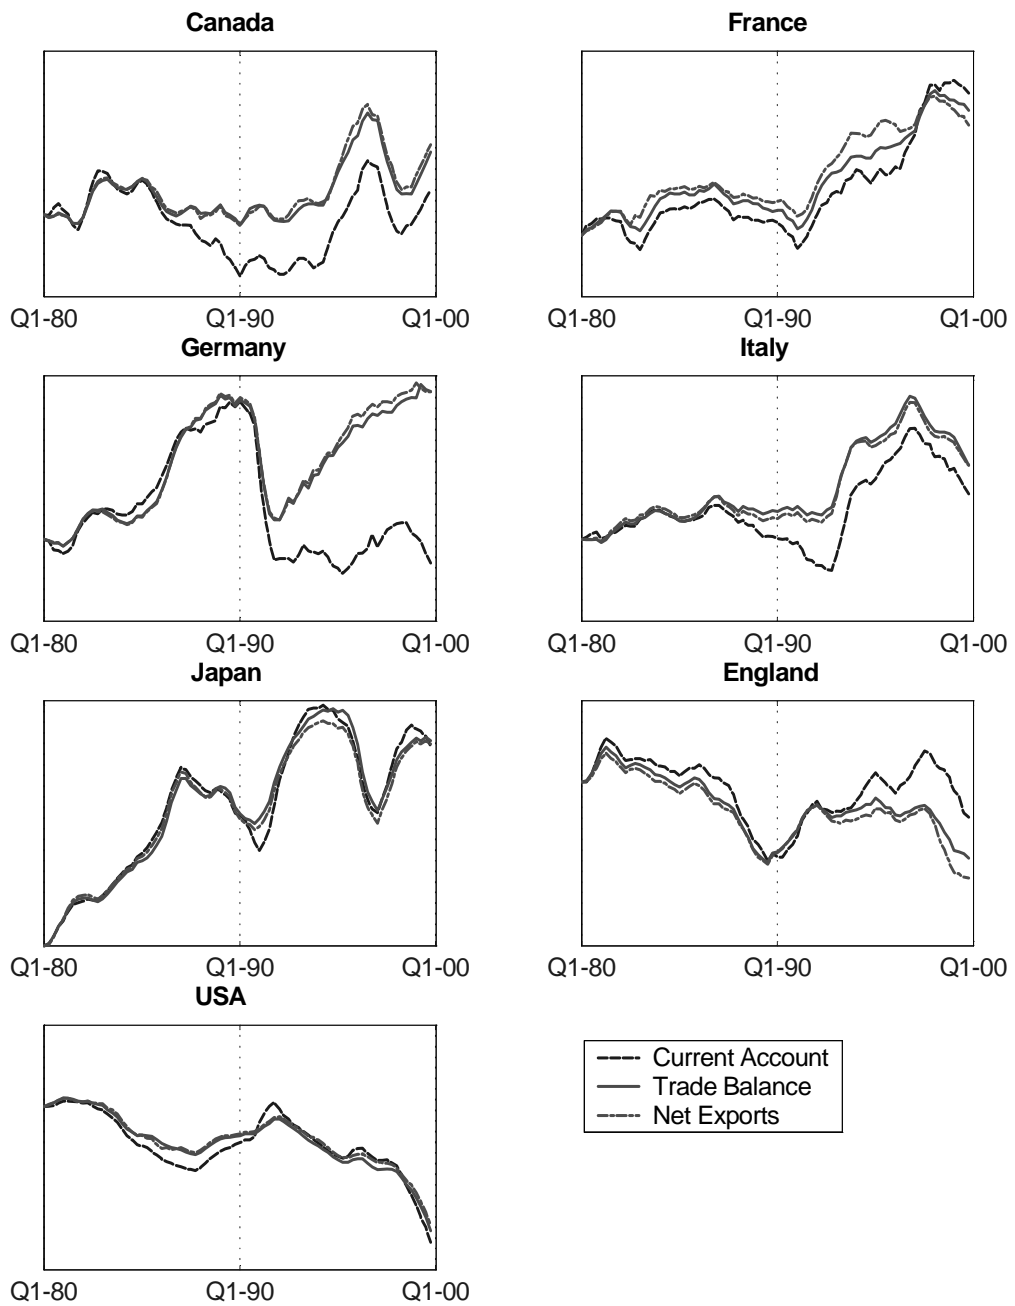 Canada
France
Q1-80 Q1-90 Q1-00
Q1-80 Q1-90 Q1-00
Germany
Italy
Q1-80 Q1-90 Q1-00
Q1-80 Q1-90 Q1-00
Japan
England
Q1-80 Q1-90 Q1-00
Q1-80 Q1-90 Q1-00
USA
Current Account
Trade Balance
Net Exports
Q1-80 Q1-90 Q1-00